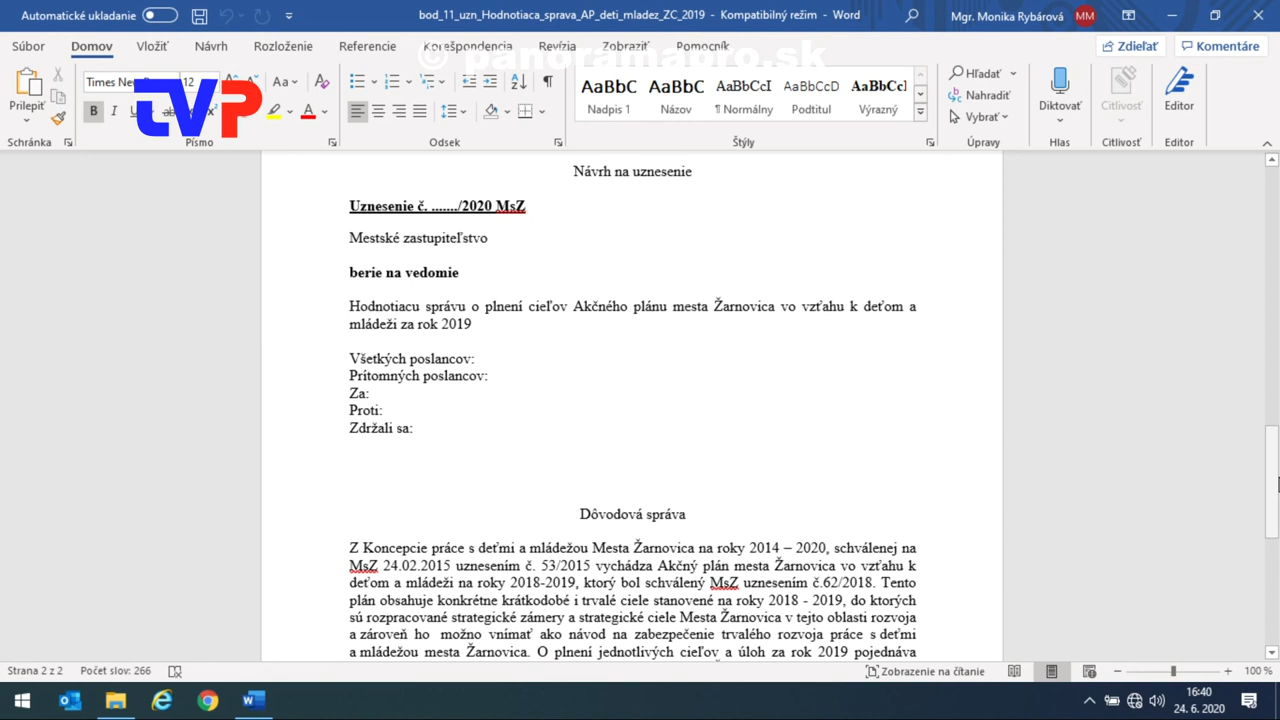 Automatické ukladanie
bod_11_uzn_Hodnotiaca_sprava_AP_deti_mladez_ZC_2019 - Kompatibilný režim - Word
Mgr. Monika Rybárová
MM
Súbor
Domov
Vložiť
Návrh
Rozloženie
Referencie
Korešpondencia
Revízia
Zobraziť
Pomocník
Zdieľať
Komentáre
© panoramapro.sk
Prilepiť
Times New
12
Aa
B I U
tVP
AaBbC
AaBbC
AaBbCcI
AaBbCcD
AaBbCcI
Nadpis 1
Názov
¶ Normálny
Podtitul
Výrazný
Hľadať
Nahradiť
Vybrať
Diktovať
Citlivosť
Editor
Schránka
Písmo
Odsek
Štýly
Úpravy
Hlas
Citlivosť
Editor
Návrh na uznesenie
Uznesenie č. ......./2020 MsZ
Mestské zastupiteľstvo
berie na vedomie
Hodnotiacu správu o plnení cieľov Akčného plánu mesta Žarnovica vo vzťahu k deťom a
mládeži za rok 2019
Všetkých poslancov:
Prítomných poslancov:
Za:
Proti:
Zdržali sa:
Dôvodová správa
Z Koncepcie práce s deťmi a mládežou Mesta Žarnovica na roky 2014 – 2020, schválenej na
MsZ 24.02.2015 uznesením č. 53/2015 vychádza Akčný plán mesta Žarnovica vo vzťahu k
deťom a mládeži na roky 2018-2019, ktorý bol schválený MsZ uznesením č.62/2018. Tento
plán obsahuje konkrétne krátkodobé i trvalé ciele stanovené na roky 2018 - 2019, do ktorých
sú rozpracované strategické zámery a strategické ciele Mesta Žarnovica v tejto oblasti rozvoja
a zároveň ho možno vnímať ako návod na zabezpečenie trvalého rozvoja práce s deťmi
a mládežou mesta Žarnovica. O plnení jednotlivých cieľov a úloh za rok 2019 pojednáva
Strana 2 z 2
Počet slov: 266
Zobrazenie na čítanie
100 %
16:40
24. 6. 2020